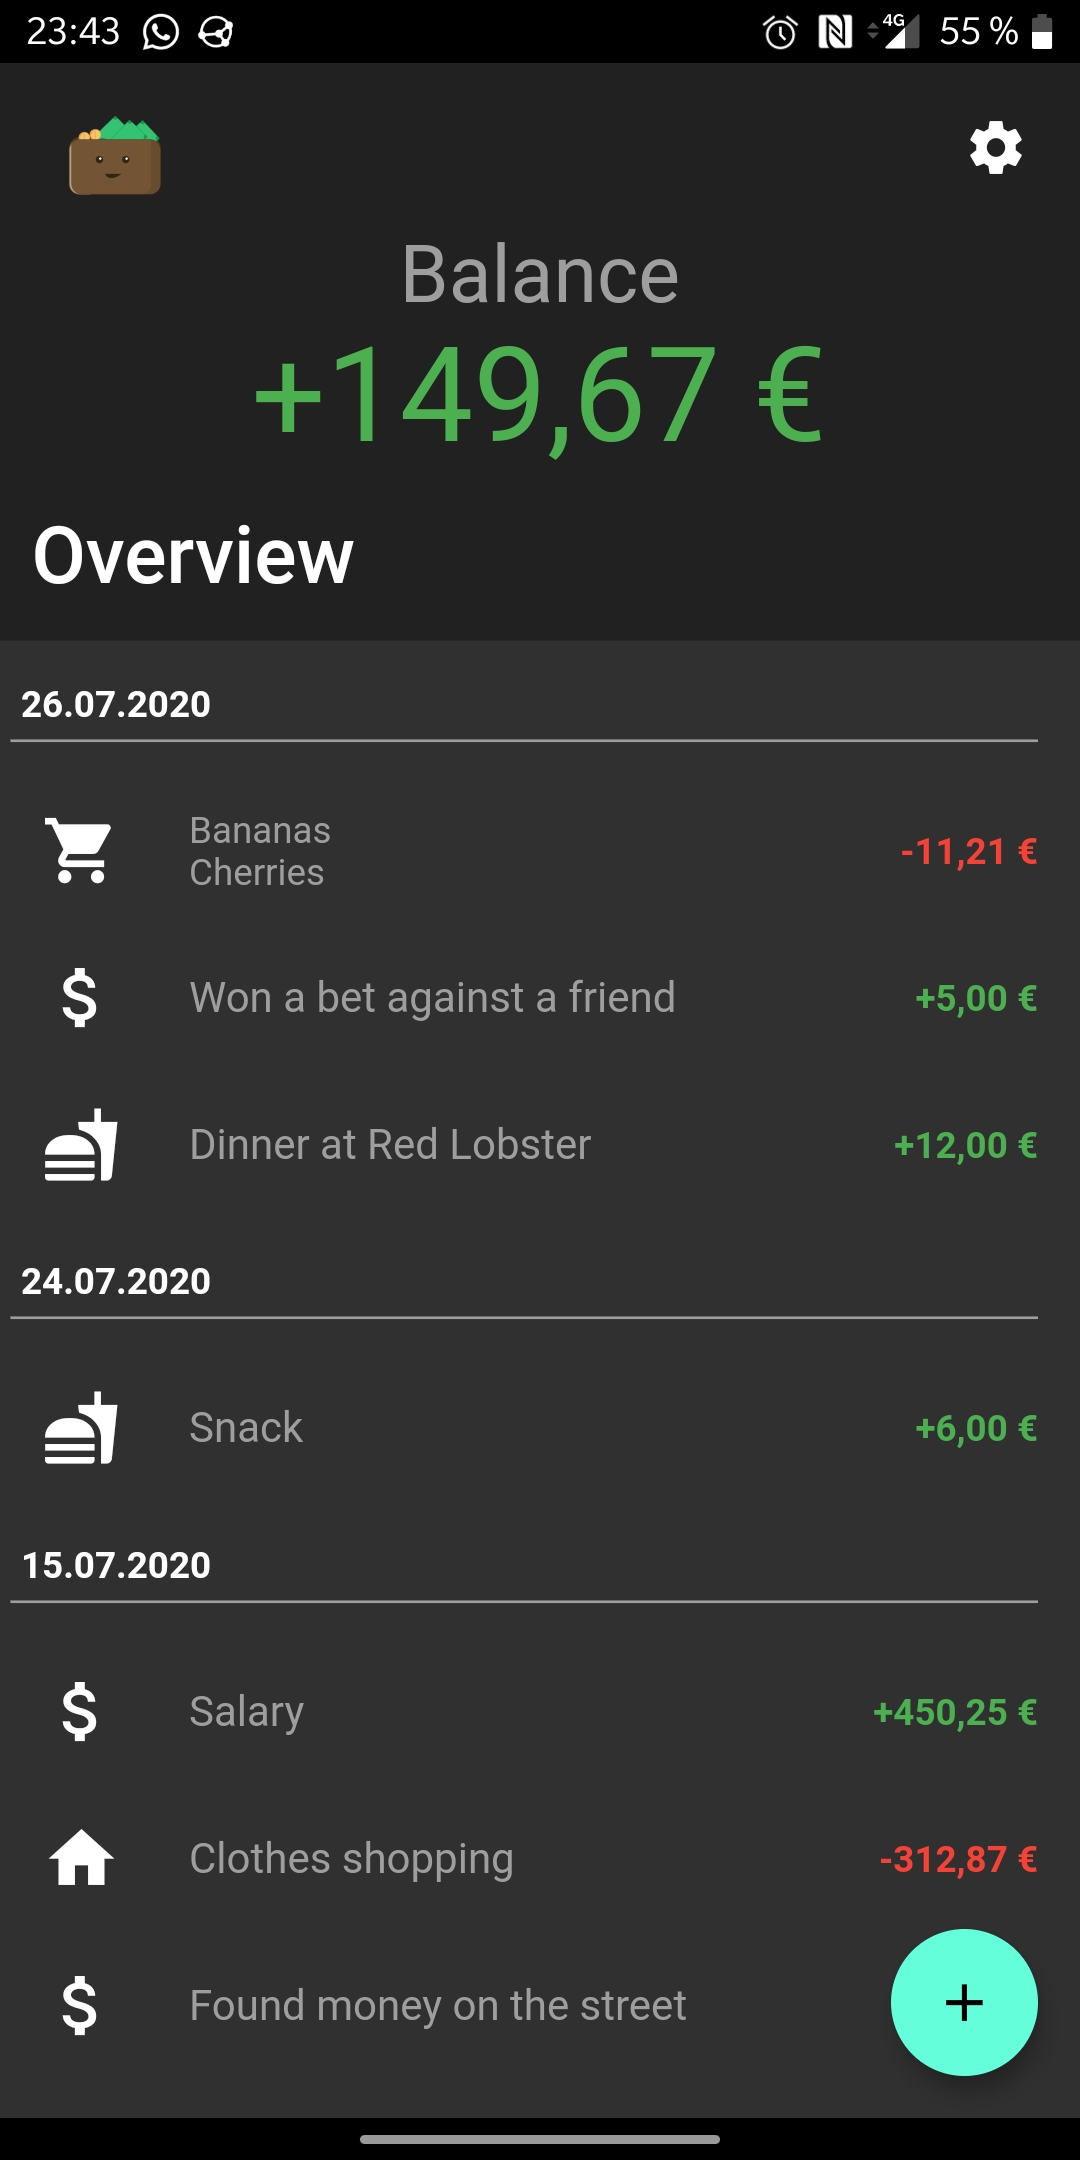 23:43
4G
55 %
Balance
+149,67 €
Overview
26.07.2020
Bananas
Cherries
-11,21 €
Won a bet against a friend
+5,00 €
Dinner at Red Lobster
+12,00 €
24.07.2020
Snack
+6,00 €
15.07.2020
Salary
+450,25 €
Clothes shopping
-312,87 €
Found money on the street